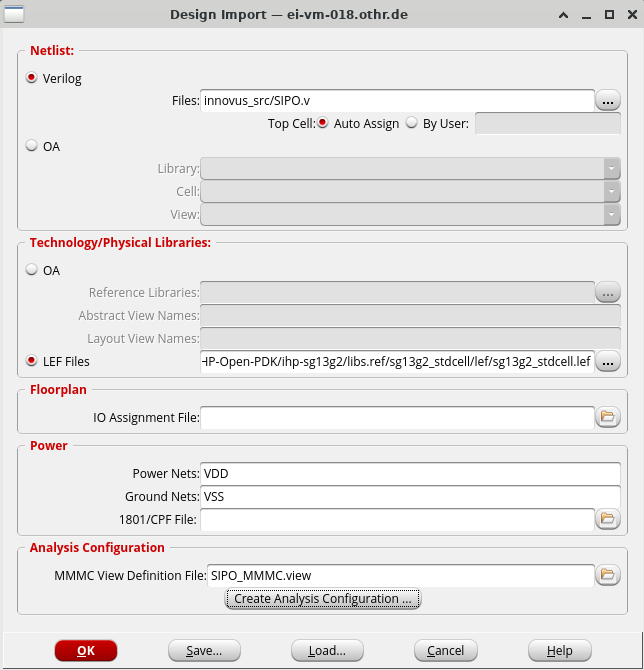 Design Import — ei-vm-018.othr.de
Netlist:
Verilog
Files: innovus_src/SIPO.v ...
Top Cell: Auto Assign By User:
OA
Library:
Cell:
View:
Technology/Physical Libraries:
OA
Reference Libraries: ...
Abstract View Names:
Layout View Names:
LEF Files HP-Open-PDK/ihp-sg13g2/libs.ref/sg13g2_stdcell/lef/sg13g2_stdcell.lef ...
Floorplan
IO Assignment File:
Power
Power Nets: VDD
Ground Nets: VSS
1801/CPF File:
Analysis Configuration
MMMC View Definition File: SIPO_MMMC.view
Create Analysis Configuration ...
OK Save... Load... Cancel Help